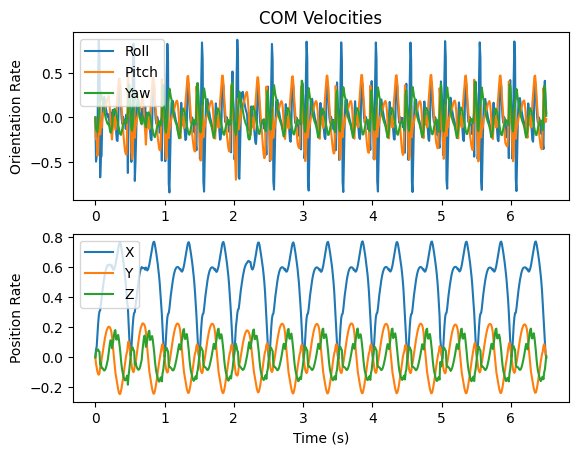 COM Velocities
Orientation Rate
Roll
Pitch
Yaw
0.5
0.0
−0.5
0 1 2 3 4 5 6
Position Rate
X
Y
Z
0.8
0.6
0.4
0.2
0.0
−0.2
0 1 2 3 4 5 6
Time (s)